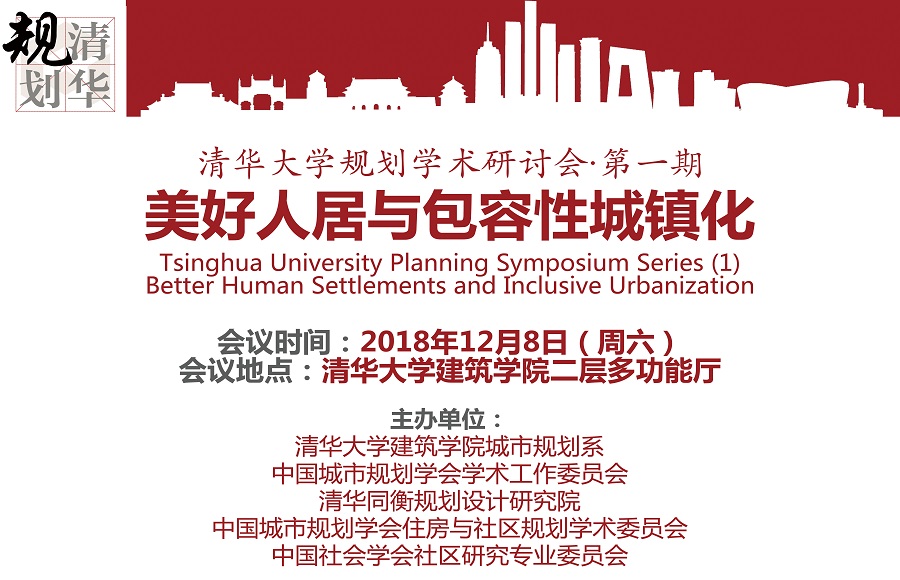 规 清
划 华
清华大学规划学术研讨会·第一期
美好人居与包容性城镇化
Tsinghua University Planning Symposium Series (1)
Better Human Settlements and Inclusive Urbanization
会议时间：2018年12月8日（周六）
会议地点：清华大学建筑学院二层多功能厅
主办单位：
清华大学建筑学院城市规划系
中国城市规划学会学术工作委员会
清华同衡规划设计研究院
中国城市规划学会住房与社区规划学术委员会
中国社会学会社区研究专业委员会